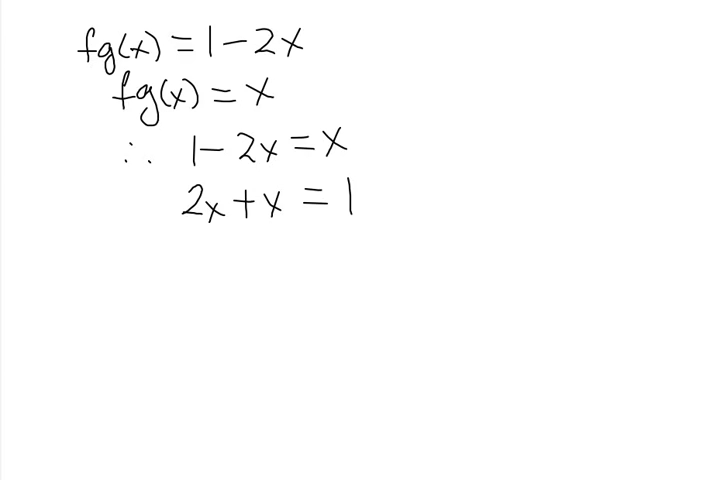 fg(x) = 1 - 2x
fg(x) = x
∴ 1 - 2x = x
2x + x = 1